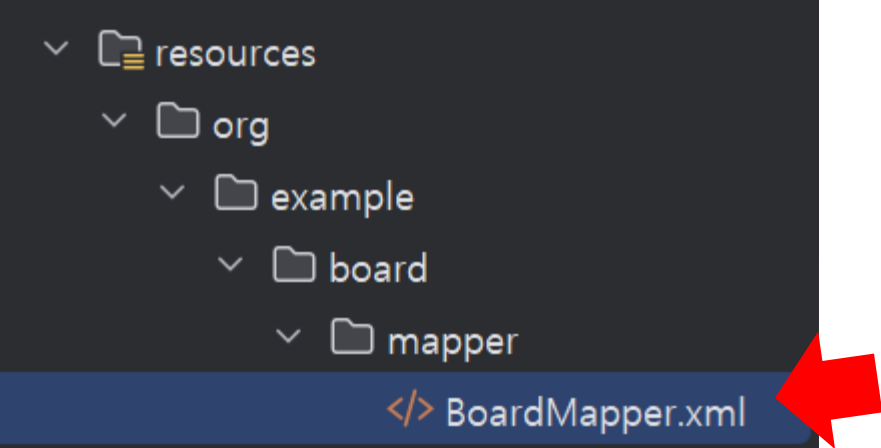 resources
org
example
board
mapper
</> BoardMapper.xml